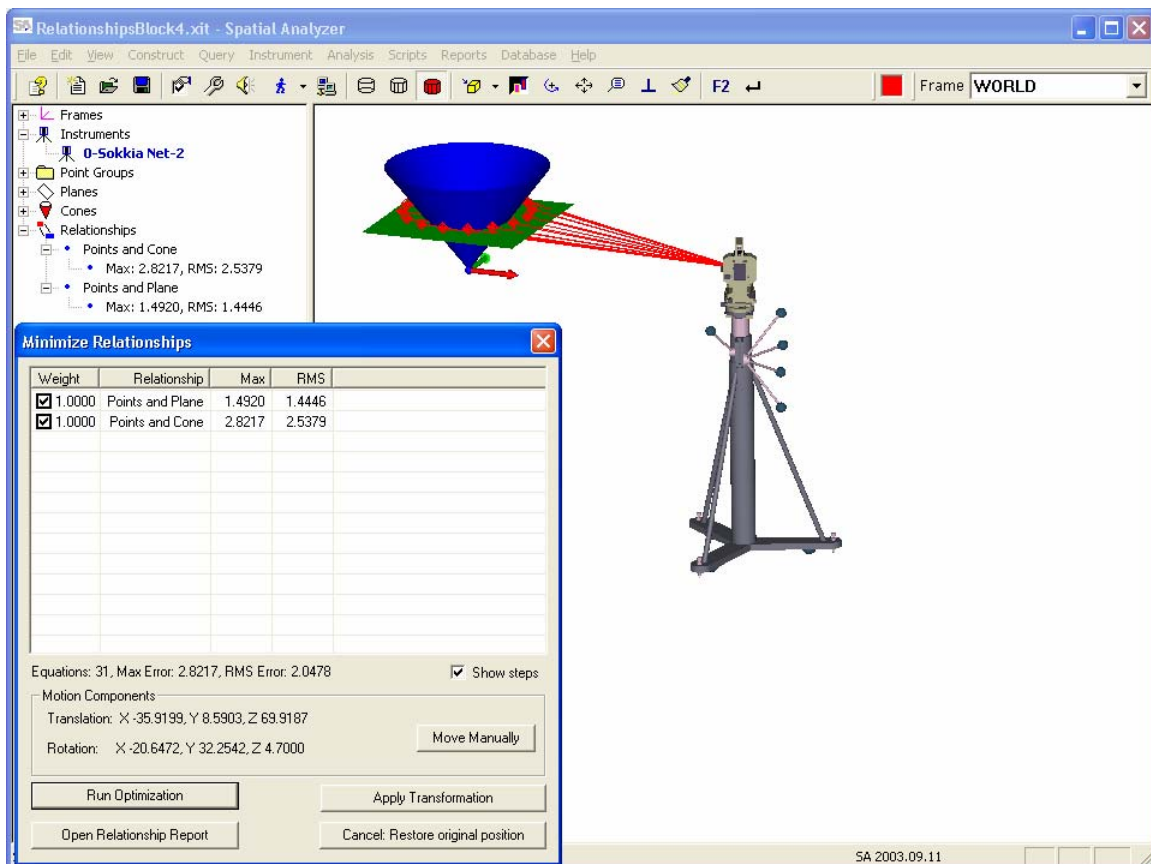 RelationshipsBlock4.xit - Spatial Analyzer
File Edit View Construct Query Instrument Analysis Scripts Reports Database Help
F2
Frame WORLD
Frames
Instruments
0-Sokkia Net-2
Point Groups
Planes
Cones
Relationships
Points and Cone
Max: 2.8217, RMS: 2.5379
Points and Plane
Max: 1.4920, RMS: 1.4446
Minimize Relationships
Weight Relationship Max RMS
1.0000 Points and Plane 1.4920 1.4446
1.0000 Points and Cone 2.8217 2.5379
Equations: 31, Max Error: 2.8217, RMS Error: 2.0478
Show steps
Motion Components
Translation: X -35.9199, Y 8.5903, Z 69.9187
Rotation: X -20.6472, Y 32.2542, Z 4.7000
Move Manually
Run Optimization
Apply Transformation
Open Relationship Report
Cancel: Restore original position
SA 2003.09.11